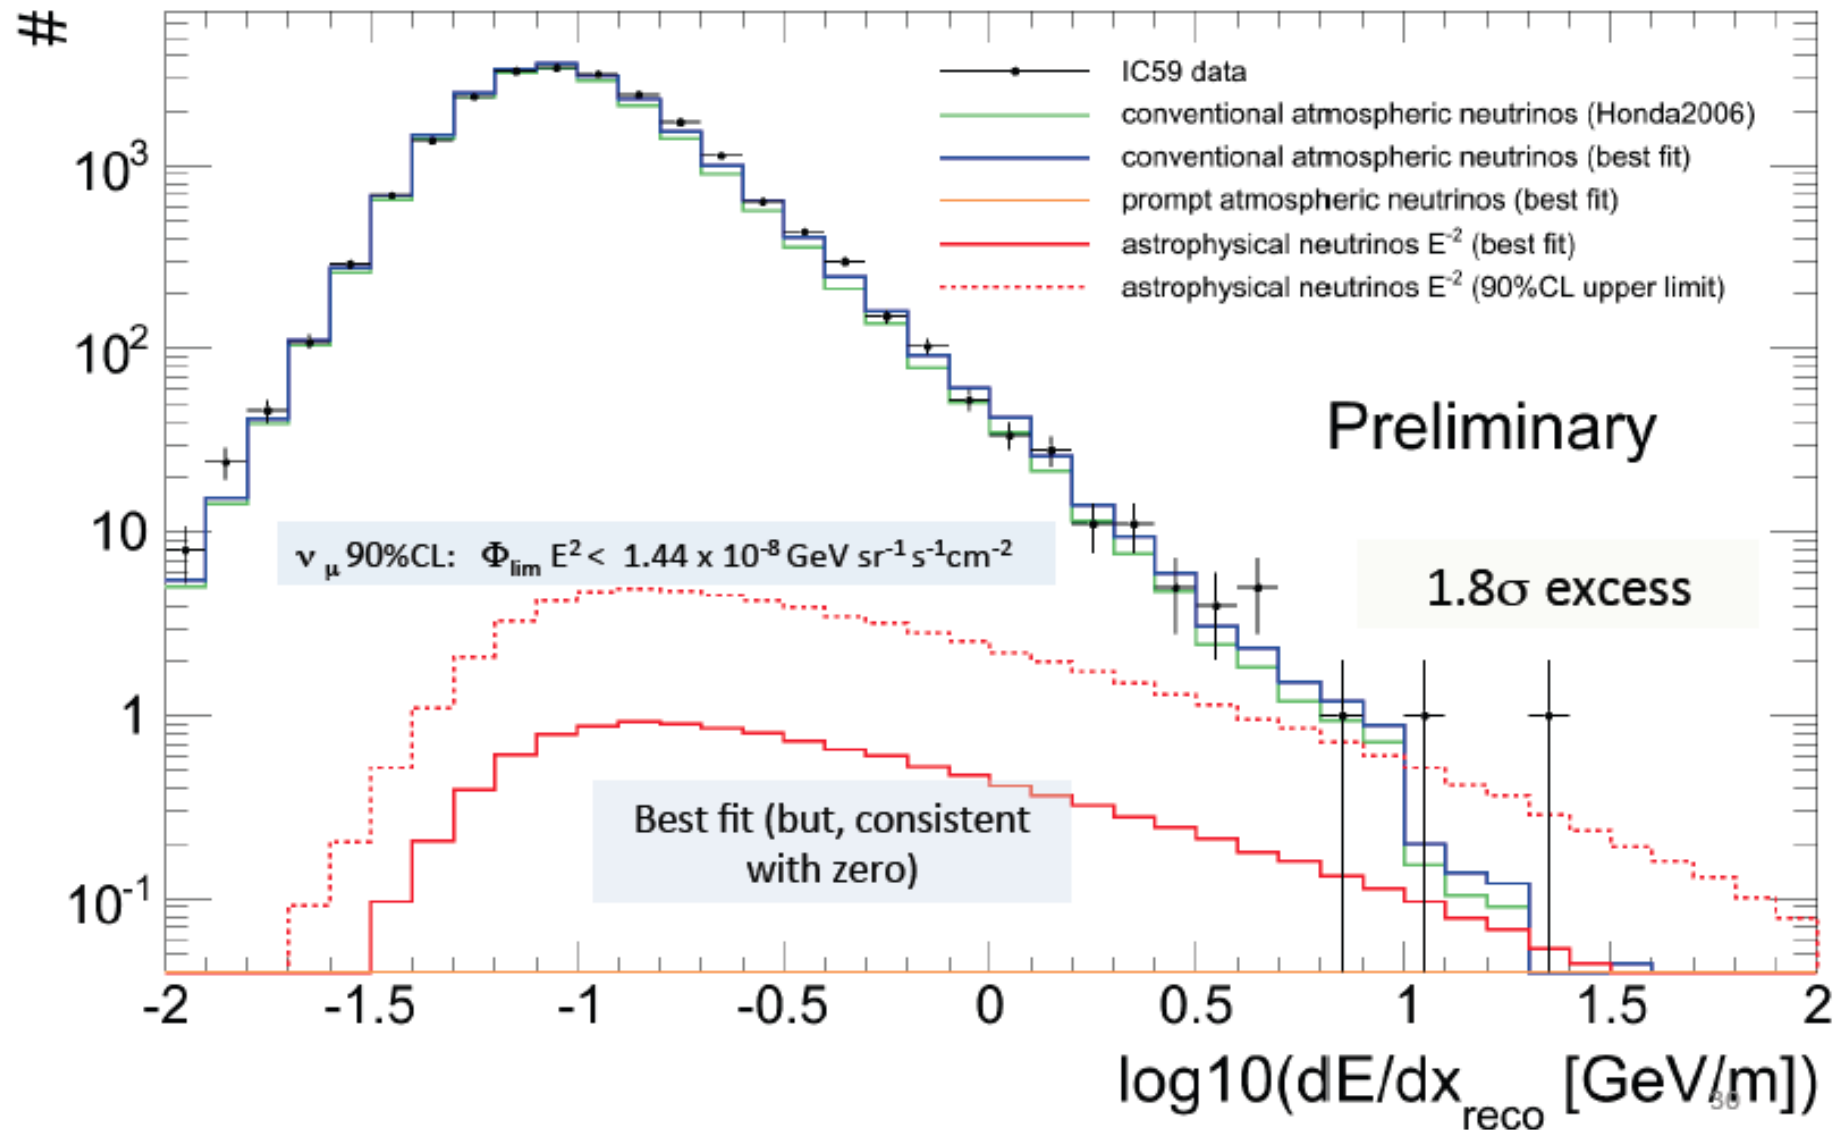 #
IC59 data
conventional atmospheric neutrinos (Honda2006)
conventional atmospheric neutrinos (best fit)
prompt atmospheric neutrinos (best fit)
astrophysical neutrinos E⁻² (best fit)
astrophysical neutrinos E⁻² (90%CL upper limit)
10³
10²
Preliminary
10
ν μ 90%CL: Φlim E² < 1.44 x 10⁻⁸ GeV sr⁻¹ s⁻¹cm⁻²
1.8σ excess
1
Best fit (but, consistent
with zero)
10⁻¹
-2 -1.5 -1 -0.5 0 0.5 1 1.5 2
log10(dE/dxreco [GeV/m])
30